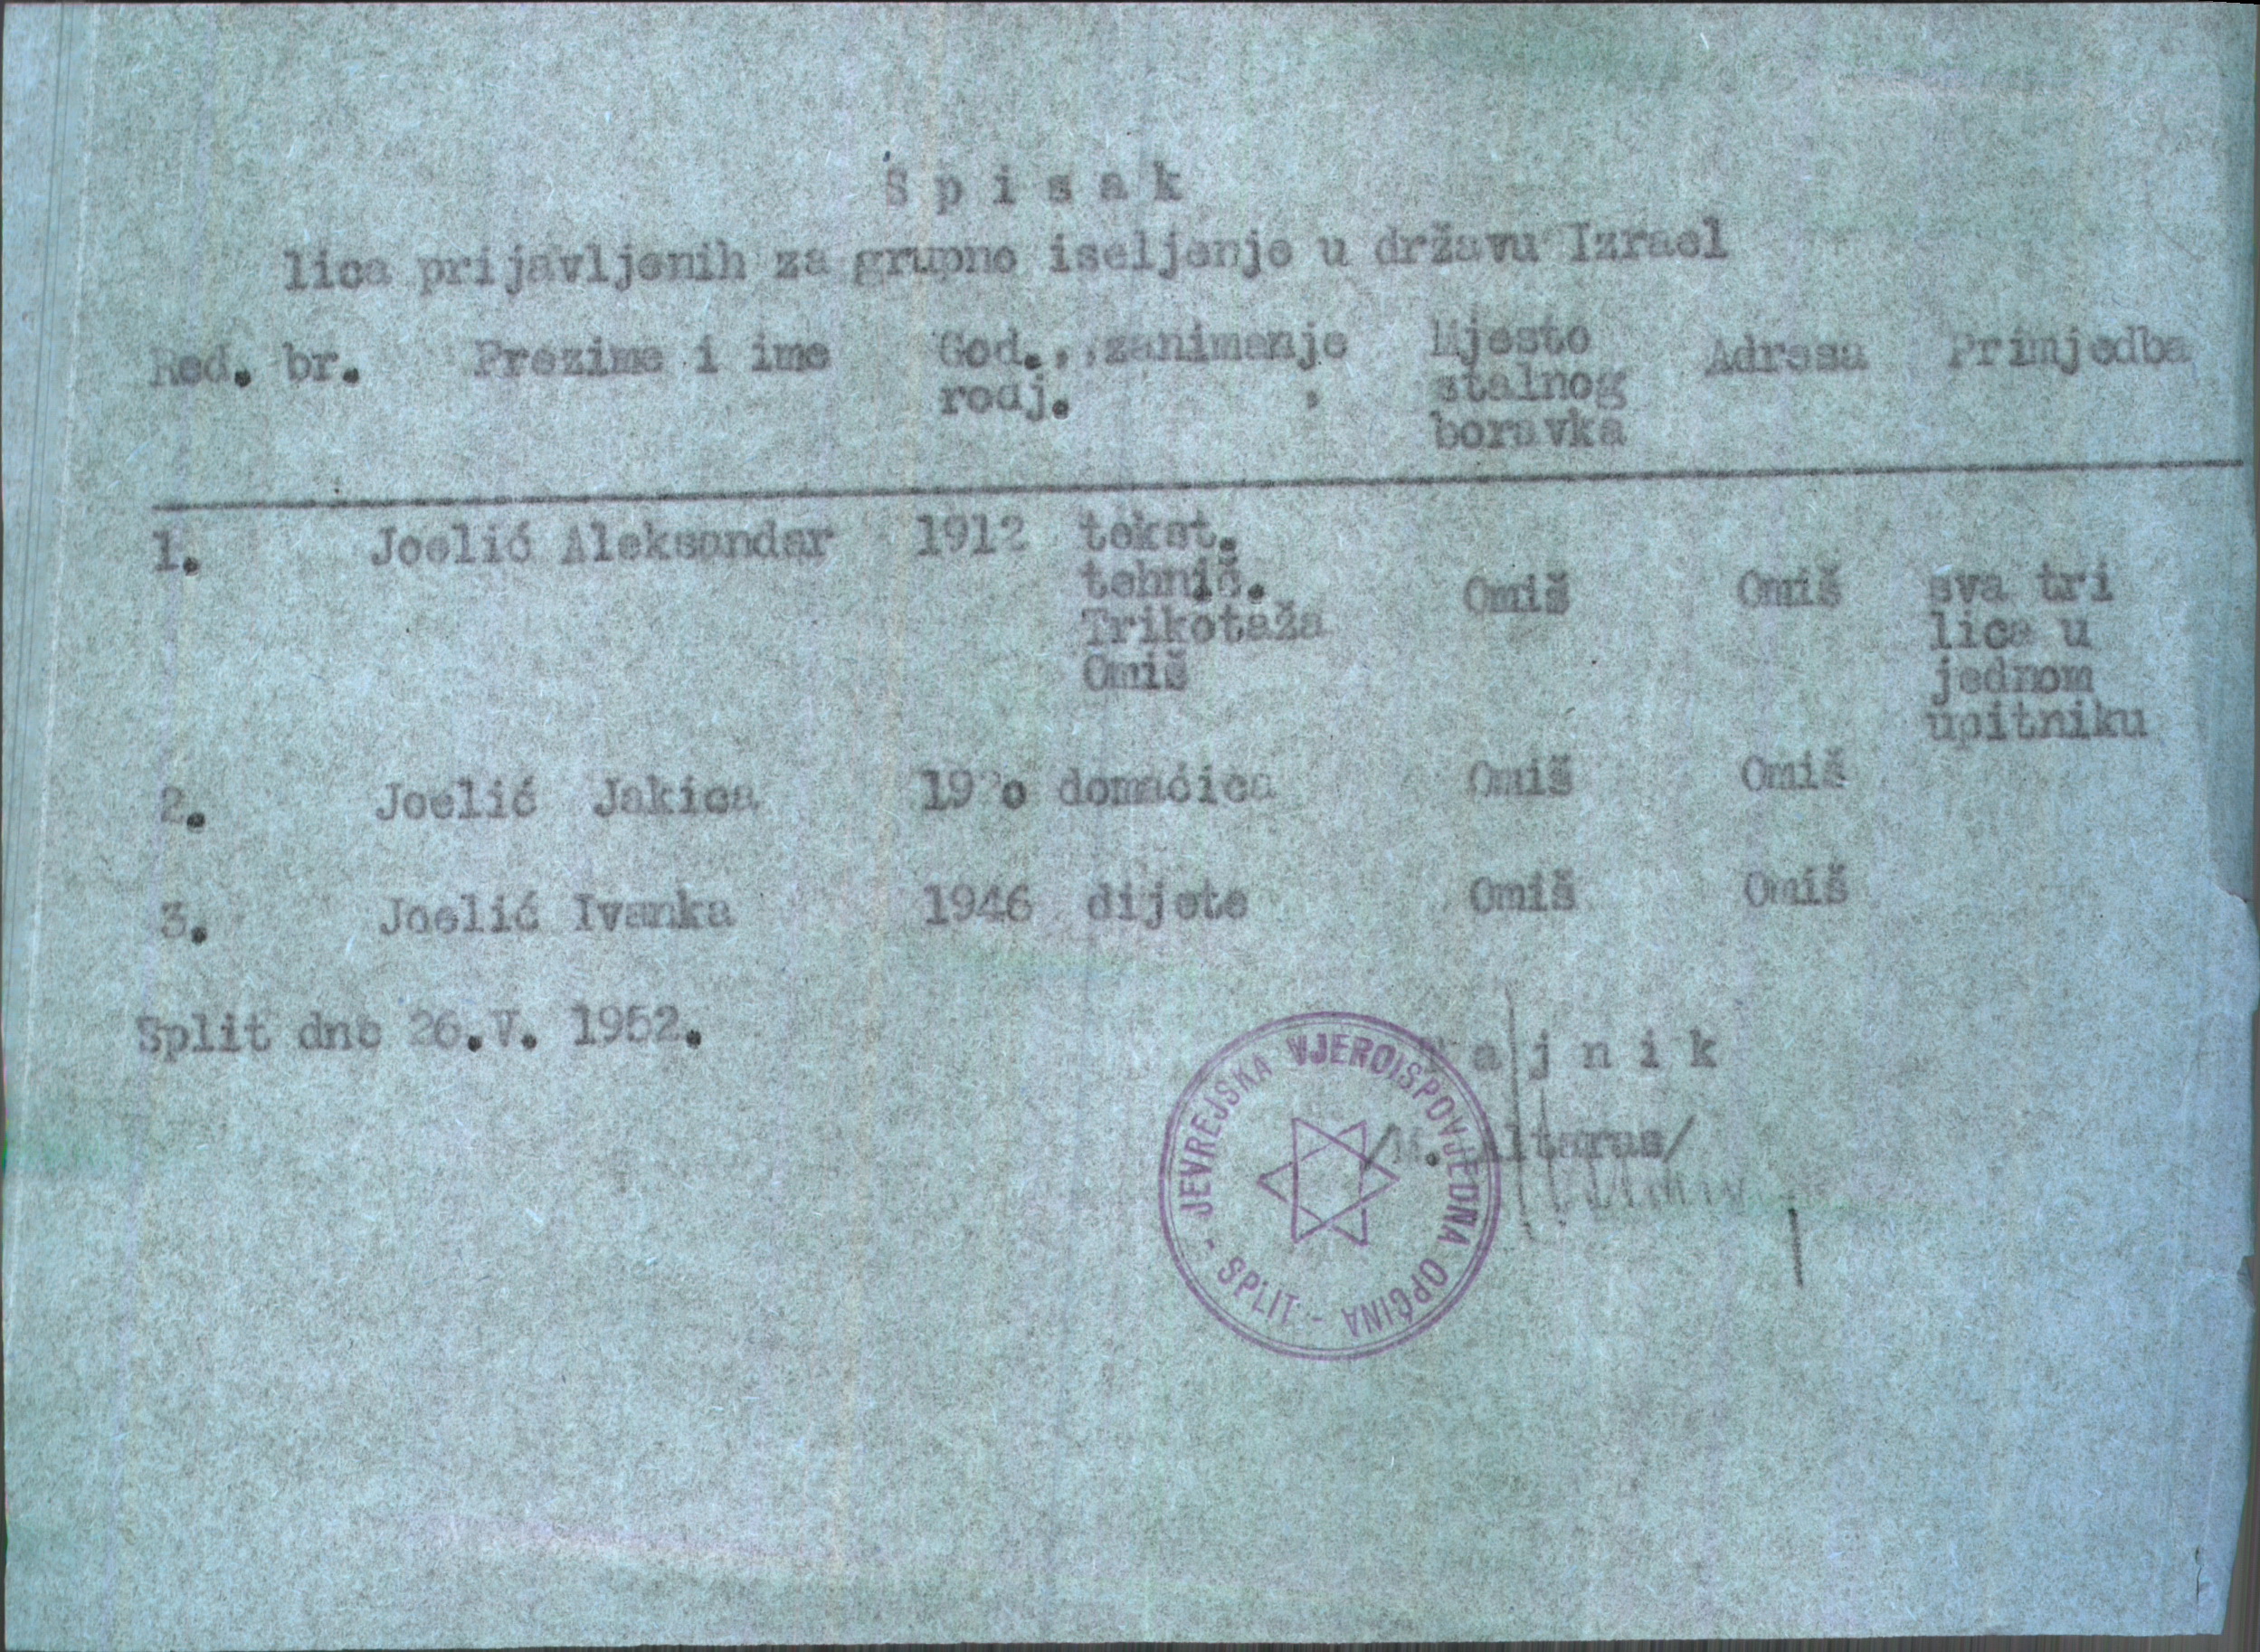 S p i s a k
lica prijavljenih za grupno iseljenje u državu Izrael
Red. br. Prezime i ime God., zanimanje Mjesto Adresa Primjedba
rodj. stalnog
boravka
1. Joelić Aleksandar 1912 tekst.
tehnič. Omiš Omiš sva tri
Trikotaža lica u
Omiš jednom
upitniku
2. Joelić Jakica domaćica Omiš Omiš
3. Joelić Ivanka 1946 dijete Omiš Omiš
Split dne 26.V. 1952.
T a j n i k
/M. Altaras/
JEVREJSKA VJEROISPOVJEDNA OPĆINA - SPLIT -